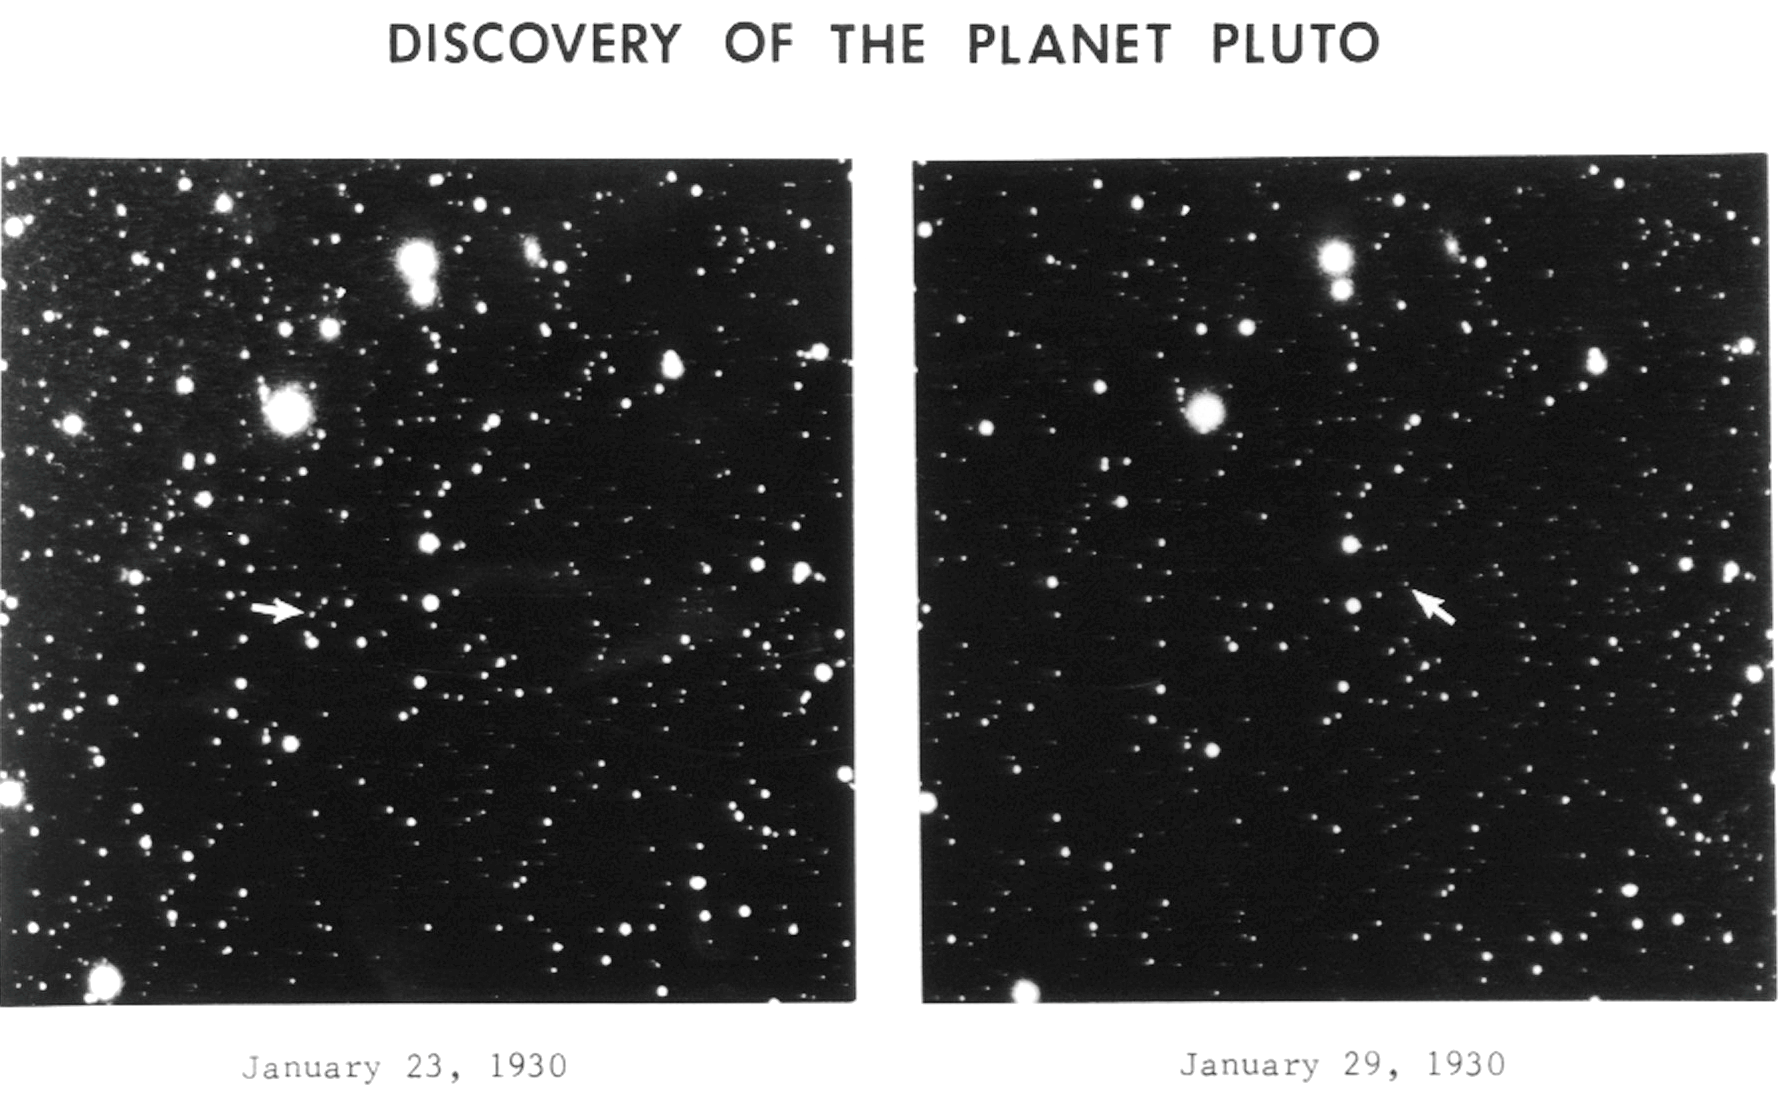 DISCOVERY OF THE PLANET PLUTO
January 23, 1930
January 29, 1930